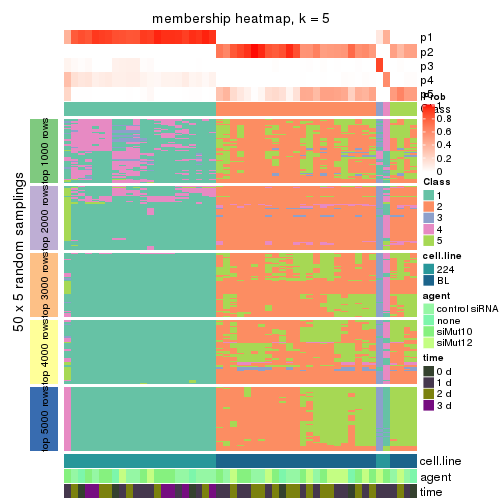 membership heatmap, k = 5
p1
p2
p3
p4
p5
50 x 5 random samplings
top 1000 rows
top 2000 rows
top 3000 rows
top 4000 rows
top 5000 rows
Prob
1
0.8
0.6
0.4
0.2
0
Class
Class
1
2
3
4
5
cell.line
224
BL
agent
control siRNA
none
siMut10
siMut12
time
0 d
1 d
2 d
3 d
cell.line
agent
time